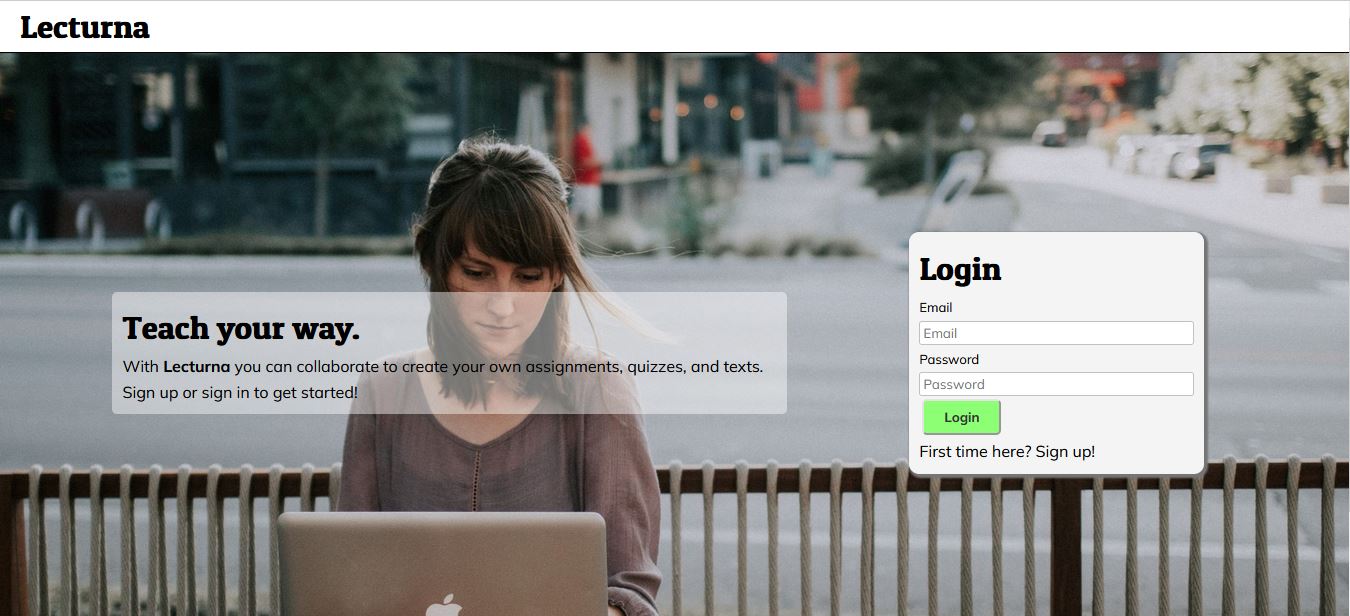 Lecturna
Teach your way.
With Lecturna you can collaborate to create your own assignments, quizzes, and texts.
Sign up or sign in to get started!
Login
Email
Email
Password
Password
Login
First time here? Sign up!